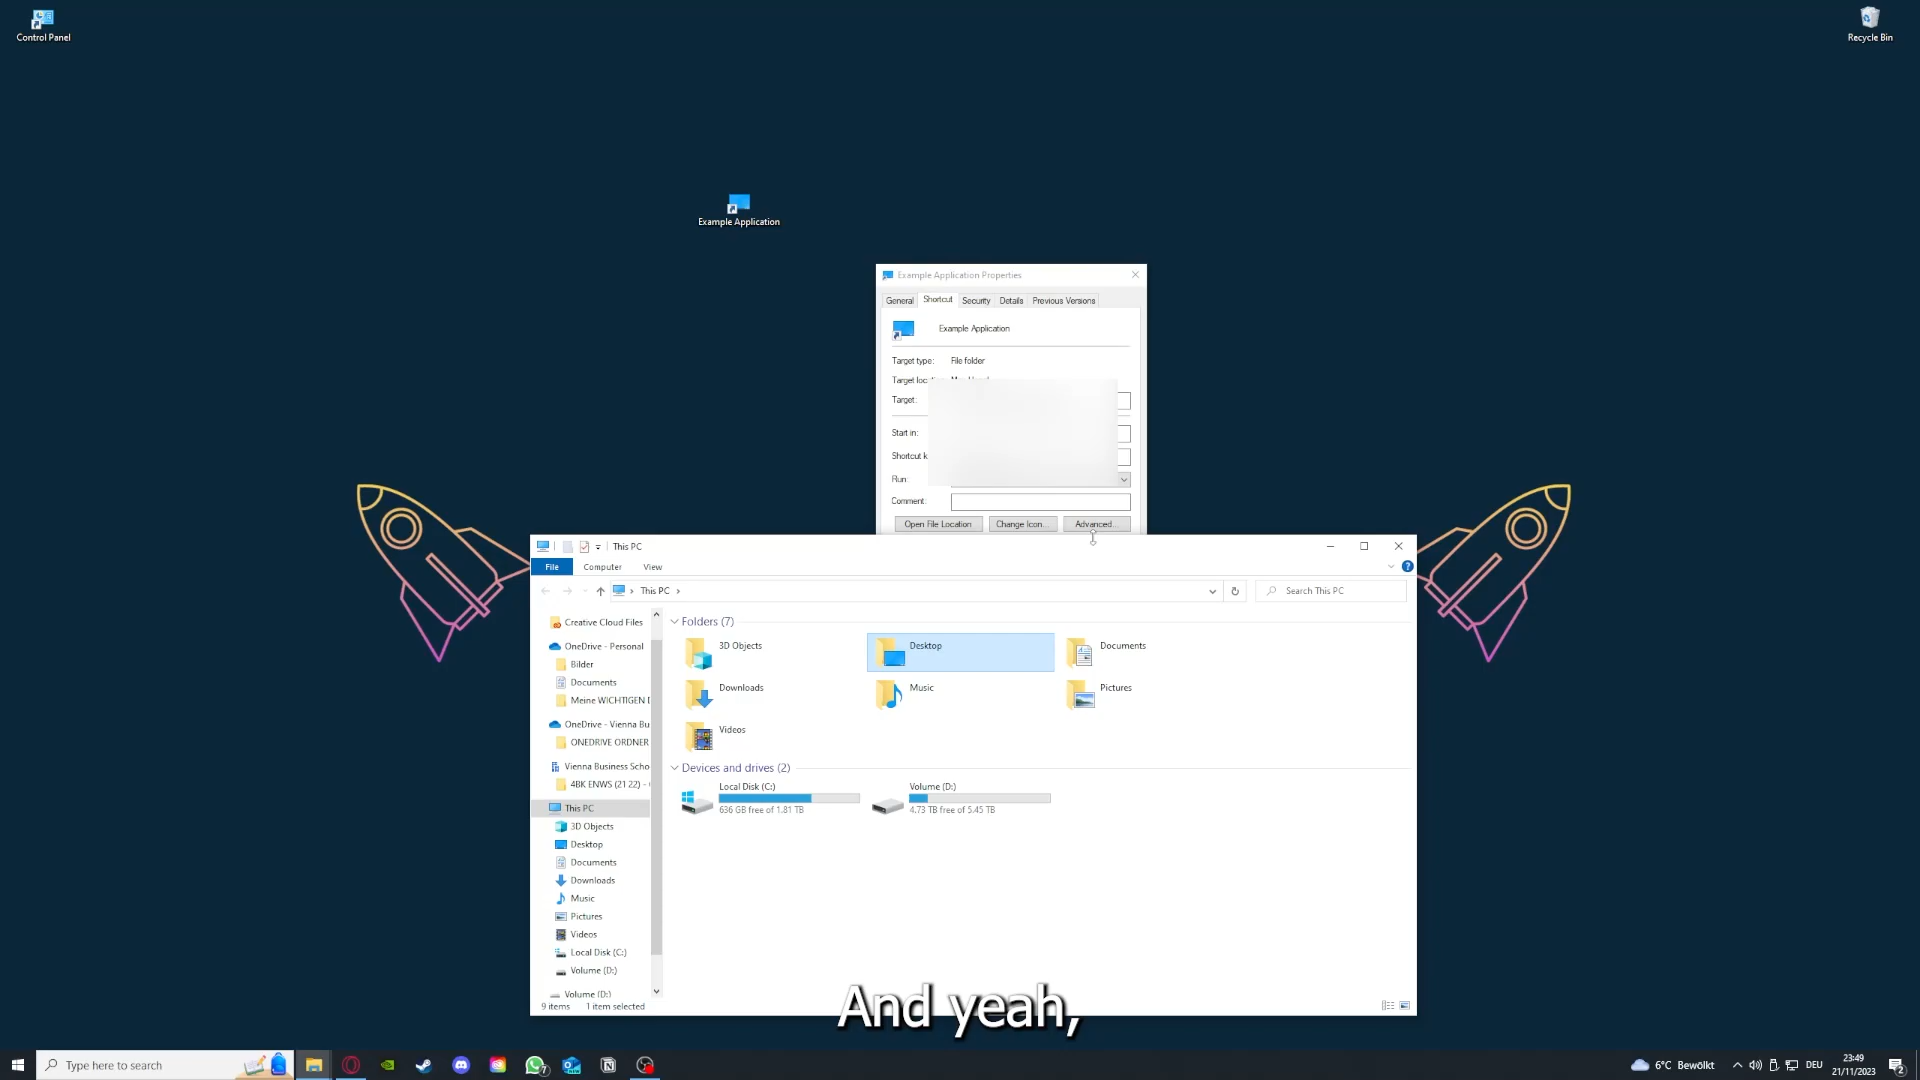 Control Panel
Recycle Bin
Example Application
Example Application Properties
General Shortcut Security Details Previous Versions
Example Application
Target type: File folder
Target loc
Target:
Start in:
Shortcut k
Run:
Comment:
Open File Location Change Icon... Advanced...
This PC
File Computer View
This PC
Search This PC
Creative Cloud Files
OneDrive - Personal
Bilder
Documents
Meine WICHTIGEN
OneDrive - Vienna Bu
ONEDRIVE ORDNER
Vienna Business Scho
4BK ENWS (21 22) -
This PC
3D Objects
Desktop
Documents
Downloads
Music
Pictures
Videos
Local Disk (C:)
Volume (D:)
Volume (D:)
Folders (7)
3D Objects
Desktop
Documents
Downloads
Music
Pictures
Videos
Devices and drives (2)
Local Disk (C:)
636 GB free of 1.81 TB
Volume (D:)
4.73 TB free of 5.45 TB
9 items 1 item selected
And yeah,
Type here to search
7
6°C Bewölkt
DEU
23:49
21/11/2023
2